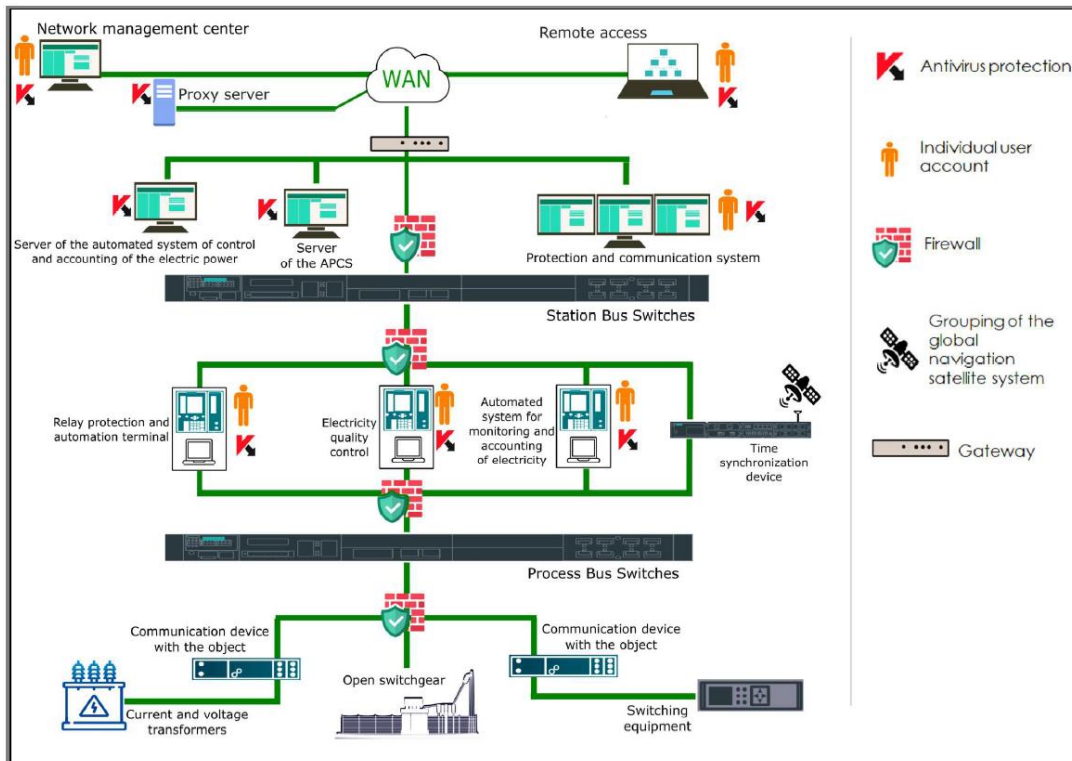 Network management center
Remote access
WAN
Proxy server
Server of the automated system of control
and accounting of the electric power
Server
of the APCS
Protection and communication system
Station Bus Switches
Relay protection and
automation terminal
Electricity
quality
control
Automated
system for
monitoring and
accounting
of electricity
Time
synchronization
device
Process Bus Switches
Communication device
with the object
Communication device
with the object
Open switchgear
Current and voltage
transformers
Switching
equipment
Antivirus protection
Individual user
account
Firewall
Grouping of the
global
navigation
satellite system
Gateway